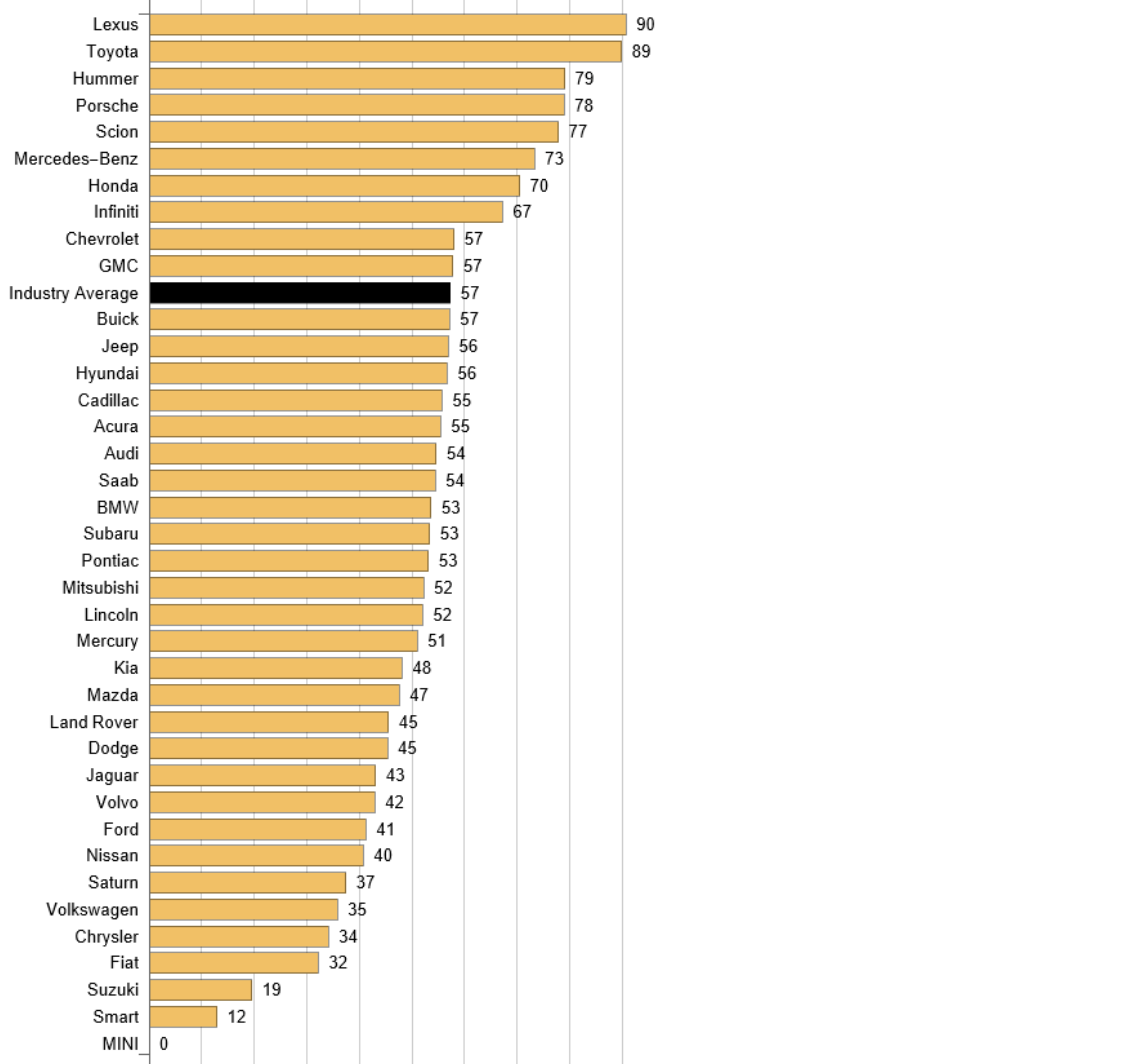 Lexus 90
Toyota 89
Hummer 79
Porsche 78
Scion 77
Mercedes–Benz 73
Honda 70
Infiniti 67
Chevrolet 57
GMC 57
Industry Average 57
Buick 57
Jeep 56
Hyundai 56
Cadillac 55
Acura 55
Audi 54
Saab 54
BMW 53
Subaru 53
Pontiac 53
Mitsubishi 52
Lincoln 52
Mercury 51
Kia 48
Mazda 47
Land Rover 45
Dodge 45
Jaguar 43
Volvo 42
Ford 41
Nissan 40
Saturn 37
Volkswagen 35
Chrysler 34
Fiat 32
Suzuki 19
Smart 12
MINI 0